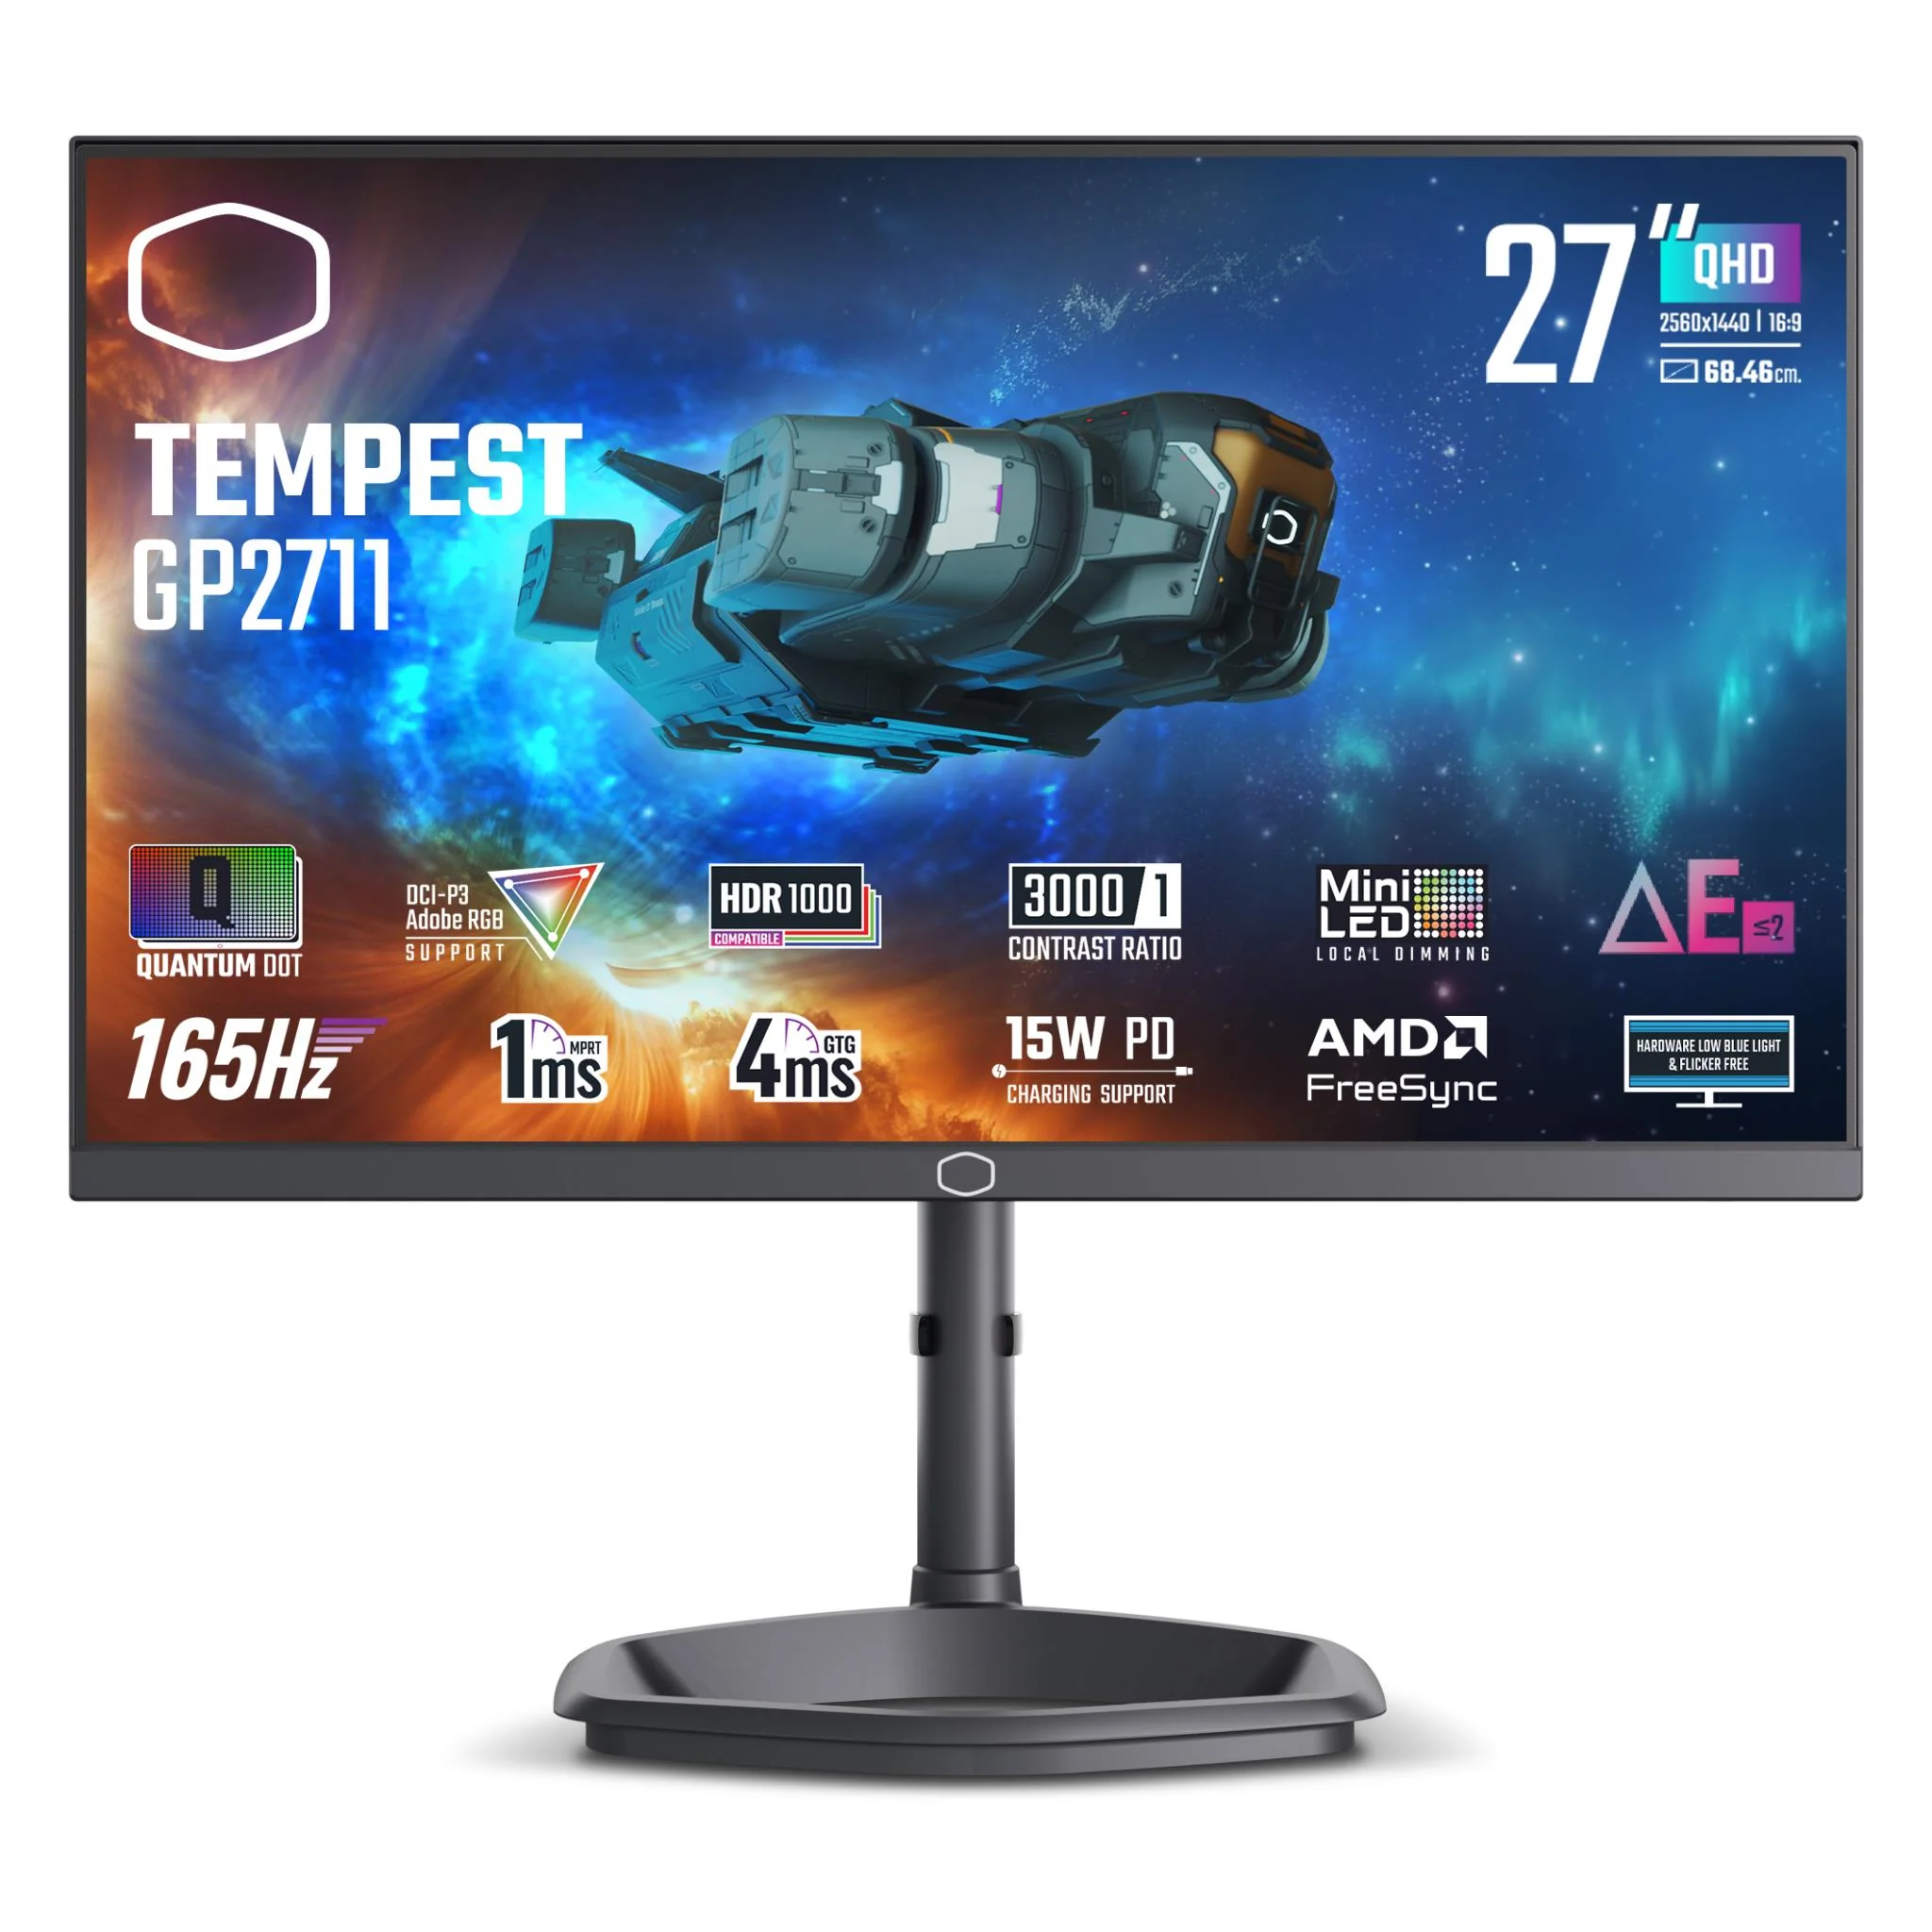 27" QHD
2560x1440 | 16:9
68.46cm.
TEMPEST
GP2711
Q
QUANTUM DOT
DCI-P3
Adobe RGB
SUPPORT
HDR 1000
COMPATIBLE
3000/1
CONTRAST RATIO
Mini
LED
LOCAL DIMMING
ΔE ≤2
165Hz
1ms MPRT
4ms GTG
15W PD
CHARGING SUPPORT
AMD
FreeSync
HARDWARE LOW BLUE LIGHT
& FLICKER FREE